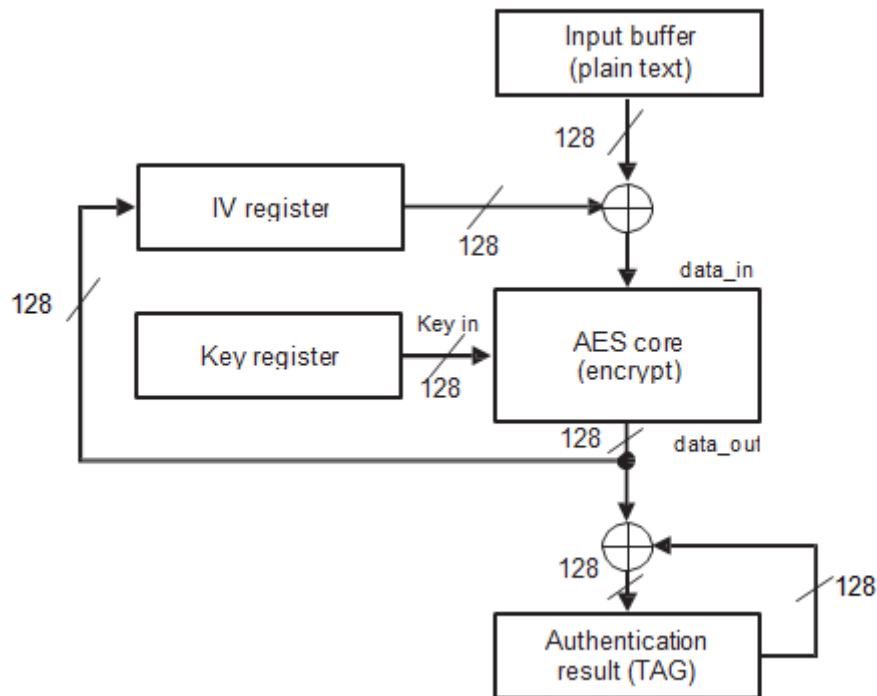 Input buffer
(plain text)
128
IV register
128
data_in
128
Key in
Key register
AES core
(encrypt)
128
128
data_out
128
128
Authentication
result (TAG)